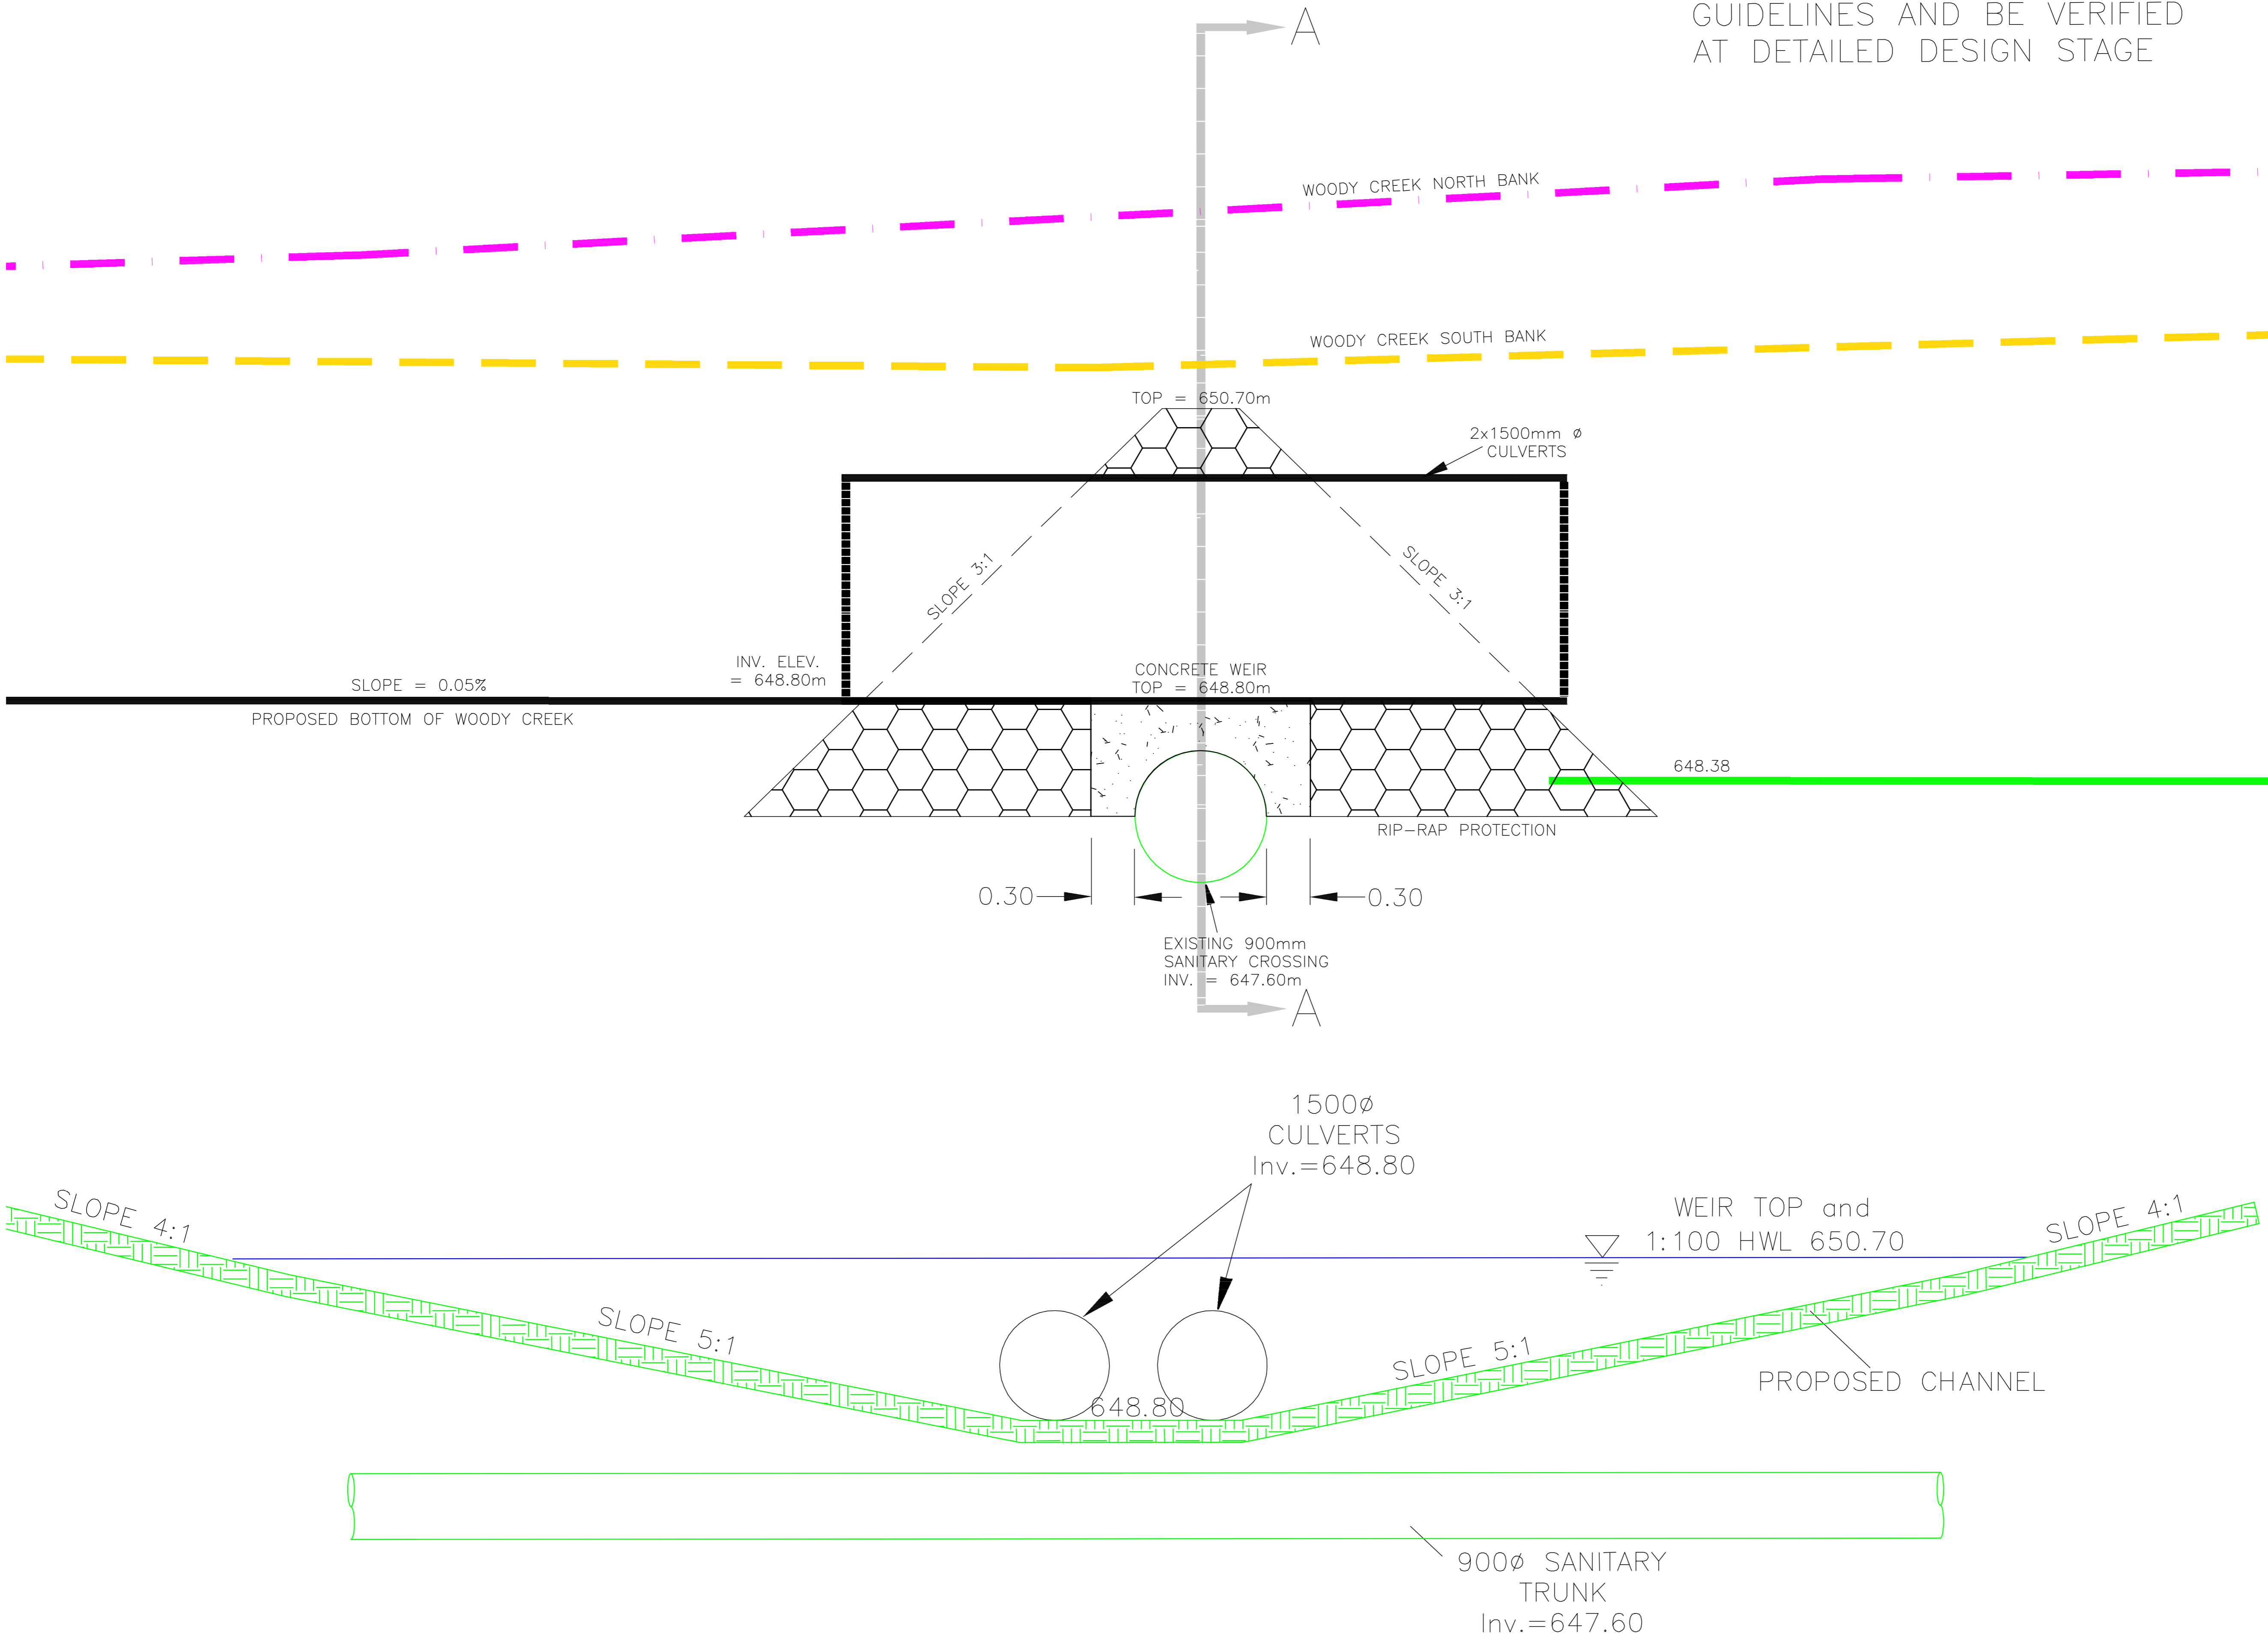 GUIDELINES AND BE VERIFIED
AT DETAILED DESIGN STAGE
A
WOODY CREEK NORTH BANK
WOODY CREEK SOUTH BANK
TOP = 650.70m
2x1500mm ø
CULVERTS
SLOPE 3:1
SLOPE 3:1
INV. ELEV.
= 648.80m
CONCRETE WEIR
TOP = 648.80m
SLOPE = 0.05%
PROPOSED BOTTOM OF WOODY CREEK
648.38
RIP-RAP PROTECTION
0.30
0.30
EXISTING 900mm
SANITARY CROSSING
INV. = 647.60m
A
1500ø
CULVERTS
Inv.=648.80
SLOPE 4:1
WEIR TOP and
1:100 HWL 650.70
SLOPE 4:1
SLOPE 5:1
SLOPE 5:1
648.80
PROPOSED CHANNEL
900ø SANITARY
TRUNK
Inv.=647.60